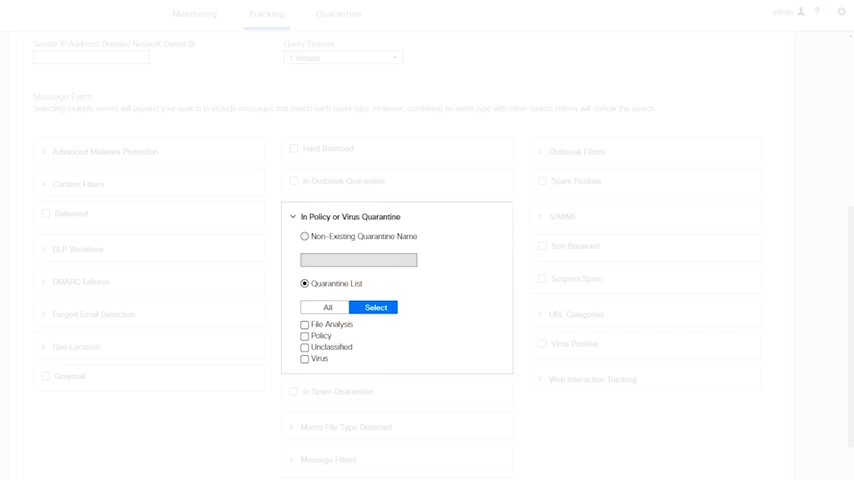 Monitoring Tracking Quarantine admin ?
Sender IP Address/ Domain/ Network Owner ?
Query Timeout
1 minute
Message Event
Selecting multiple events will expand your search to include messages that match each event type. However, combining an event type with other search criteria will narrow the search.
Advanced Malware Protection
Content Filters
Delivered
DLP Violations
DMARC Failures
Forged Email Detection
Geo Location
Graymail
Hard Bounced
In Outbreak Quarantine
In Policy or Virus Quarantine
Non-Existing Quarantine Name
Quarantine List
All Select
File Analysis
Policy
Unclassified
Virus
In Spam Quarantine
Macro File Type Detected
Message Filters
Outbreak Filters
Spam Positive
S/MIME
Soft Bounced
Suspect Spam
URL Categories
Virus Positive
Web Interaction Tracking